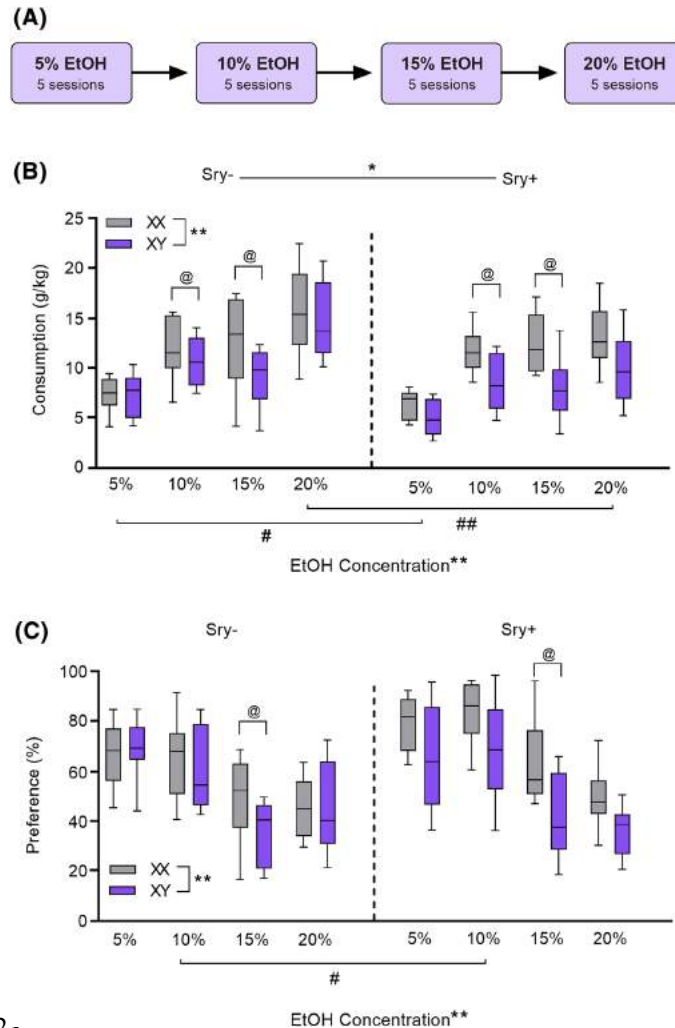 (A)
5% EtOH
5 sessions
10% EtOH
5 sessions
15% EtOH
5 sessions
20% EtOH
5 sessions
(B)
Sry- * Sry+
XX
XY
**
@ @ @ @
Consumption (g/kg)
25
20
15
10
5
0
5% 10% 15% 20% 5% 10% 15% 20%
# ##
EtOH Concentration**
(C)
Sry- Sry+
@ @
Preference (%)
100
80
60
40
20
0
XX
XY
**
5% 10% 15% 20% 5% 10% 15% 20%
#
EtOH Concentration**